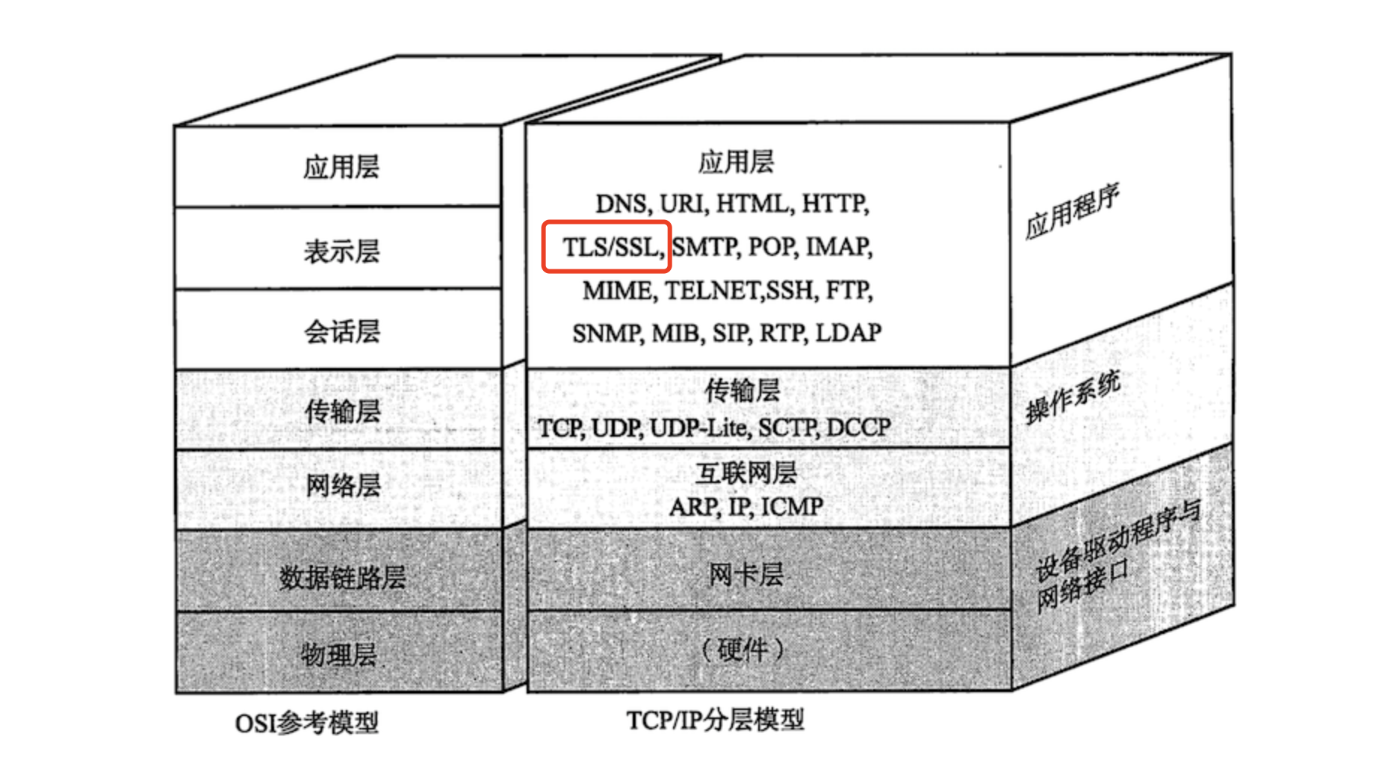 应用层
表示层
会话层
传输层
网络层
数据链路层
物理层
OSI参考模型
应用层
DNS, URI, HTML, HTTP,
TLS/SSL, SMTP, POP, IMAP,
MIME, TELNET,SSH, FTP,
SNMP, MIB, SIP, RTP, LDAP
传输层
TCP, UDP, UDP-Lite, SCTP, DCCP
互联网层
ARP, IP, ICMP
网卡层
（硬件）
TCP/IP分层模型
应用程序
操作系统
设备驱动程序与
网络接口